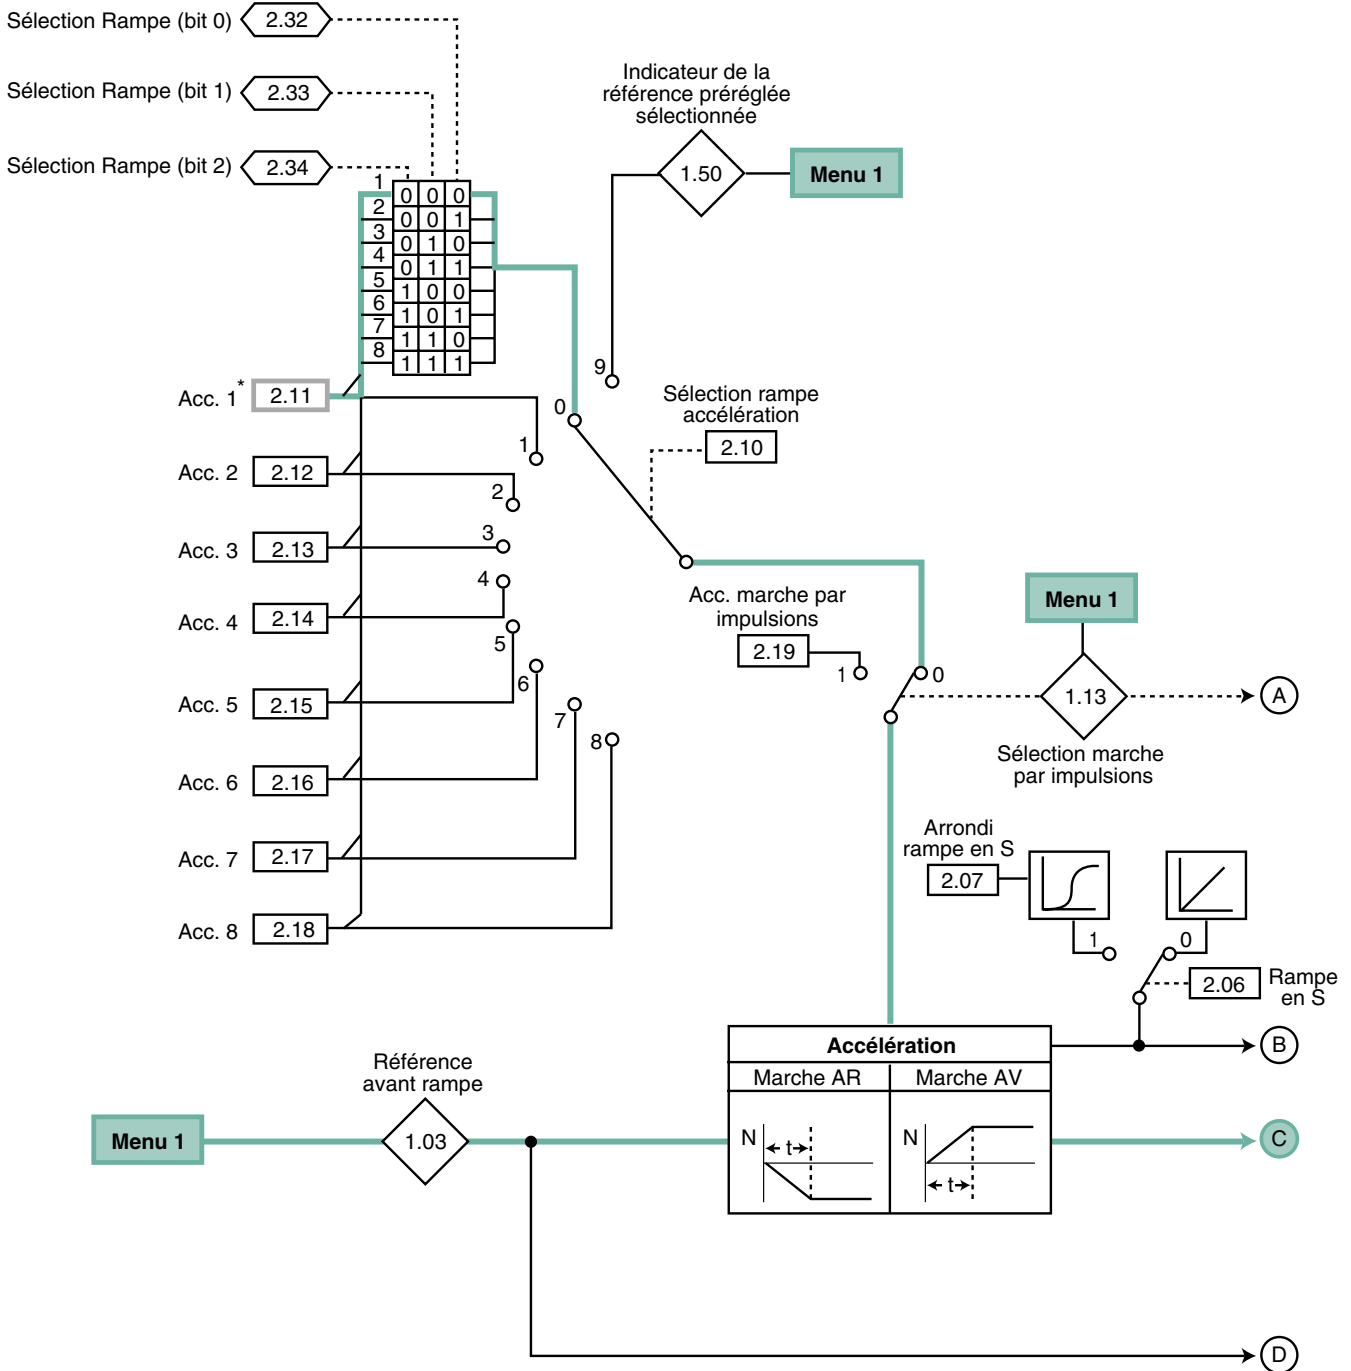 Sélection Rampe (bit 0) 2.32
Sélection Rampe (bit 1) 2.33
Sélection Rampe (bit 2) 2.34
Indicateur de la
référence préréglée
sélectionnée
1.50
Menu 1
1 0 0 0
2 0 0 1
3 0 1 0
4 0 1 1
5 1 0 0
6 1 0 1
7 1 1 0
8 1 1 1
9
0
1
2
3
4
5
6
7
8
Acc. 1* 2.11
Acc. 2 2.12
Acc. 3 2.13
Acc. 4 2.14
Acc. 5 2.15
Acc. 6 2.16
Acc. 7 2.17
Acc. 8 2.18
Sélection rampe
accélération
2.10
Acc. marche par
impulsions
2.19
1
0
Menu 1
1.13
A
Sélection marche
par impulsions
Arrondi
rampe en S
2.07
1
0
2.06
Rampe
en S
B
Accélération
Marche AR
Marche AV
N
t
N
t
Référence
avant rampe
Menu 1
1.03
C
D